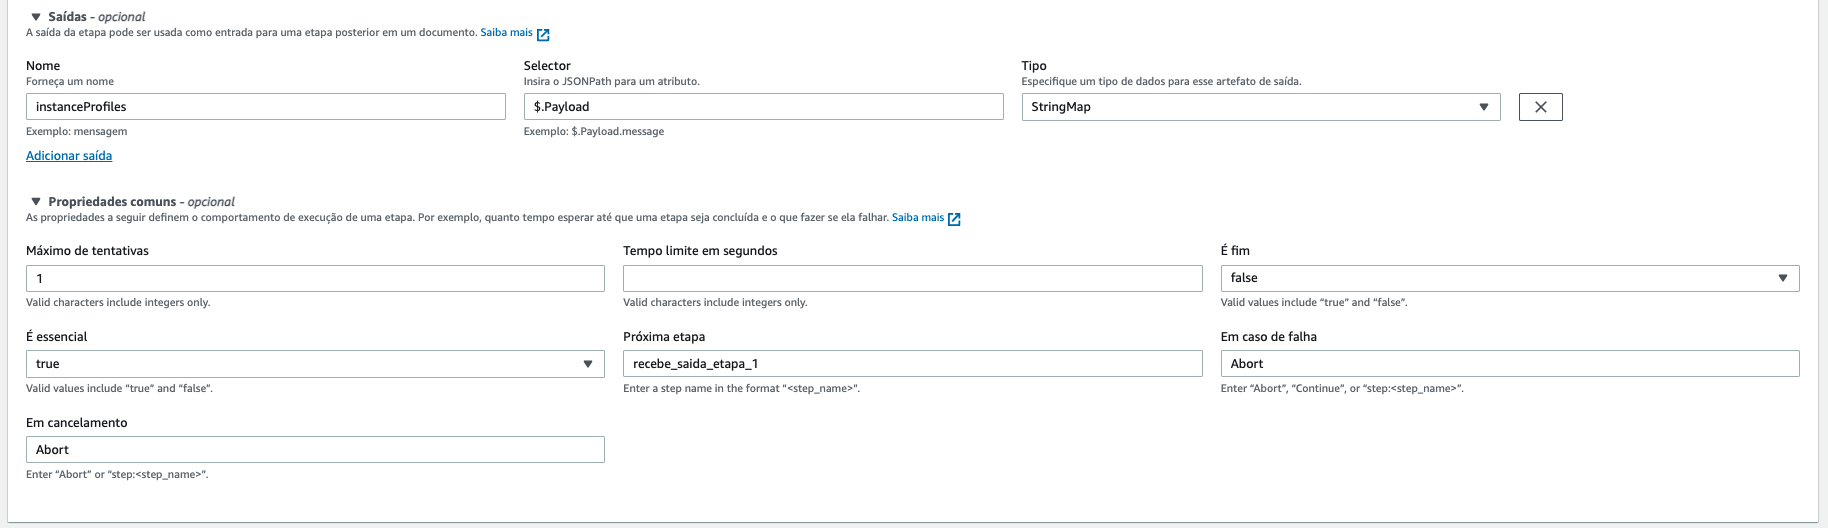 Saídas - opcional
A saída da etapa pode ser usada como entrada para uma etapa posterior em um documento. Saiba mais
Nome
Forneça um nome
instanceProfiles
Exemplo: mensagem
Selector
Insira o JSONPath para um atributo.
$.Payload
Exemplo: $.Payload.message
Tipo
Especifique um tipo de dados para esse artefato de saída.
StringMap
Adicionar saída
Propriedades comuns - opcional
As propriedades a seguir definem o comportamento de execução de uma etapa. Por exemplo, quanto tempo esperar até que uma etapa seja concluída e o que fazer se ela falhar. Saiba mais
Máximo de tentativas
1
Valid characters include integers only.
Tempo limite em segundos
Valid characters include integers only.
É fim
false
Valid values include “true” and “false”.
É essencial
true
Valid values include “true” and “false”.
Próxima etapa
recebe_saida_etapa_1
Enter a step name in the format “<step_name>”.
Em caso de falha
Abort
Enter “Abort”, “Continue”, or “step:<step_name>”.
Em cancelamento
Abort
Enter “Abort” or “step:<step_name>”.